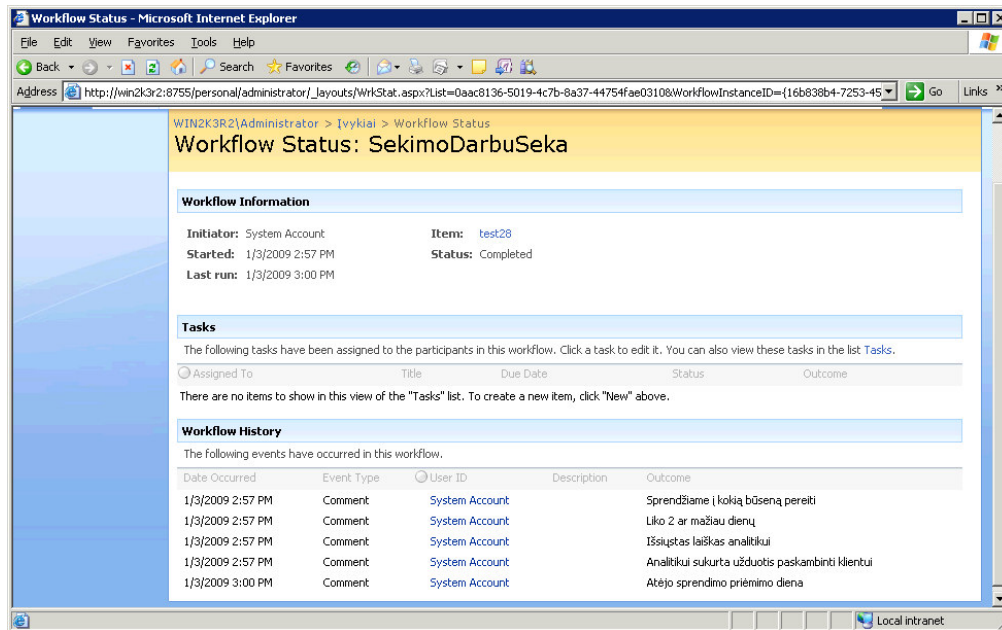 Workflow Status - Microsoft Internet Explorer
File Edit View Favorites Tools Help
Back Search Favorites
Address http://win2k3r2:8755/personal/administrator/_layouts/WrkStat.aspx?List=0aac8136-5019-4c7b-8a37-44754fae0310&WorkflowInstanceID={16b838b4-7253-45 Go Links »
WIN2K3R2\Administrator > Įvykiai > Workflow Status
Workflow Status: SekimoDarbuSeka
Workflow Information
Initiator: System Account Item: test28
Started: 1/3/2009 2:57 PM Status: Completed
Last run: 1/3/2009 3:00 PM
Tasks
The following tasks have been assigned to the participants in this workflow. Click a task to edit it. You can also view these tasks in the list Tasks.
Assigned To Title Due Date Status Outcome
There are no items to show in this view of the "Tasks" list. To create a new item, click "New" above.
Workflow History
The following events have occurred in this workflow.
Date Occurred Event Type User ID Description Outcome
1/3/2009 2:57 PM Comment System Account Sprendžiame į kokią būseną pereiti
1/3/2009 2:57 PM Comment System Account Liko 2 ar mažiau dienų
1/3/2009 2:57 PM Comment System Account Išsiųstas laiškas analitikui
1/3/2009 2:57 PM Comment System Account Analitikui sukurta užduotis paskambinti klientui
1/3/2009 3:00 PM Comment System Account Atėjo sprendimo priėmimo diena
Local intranet